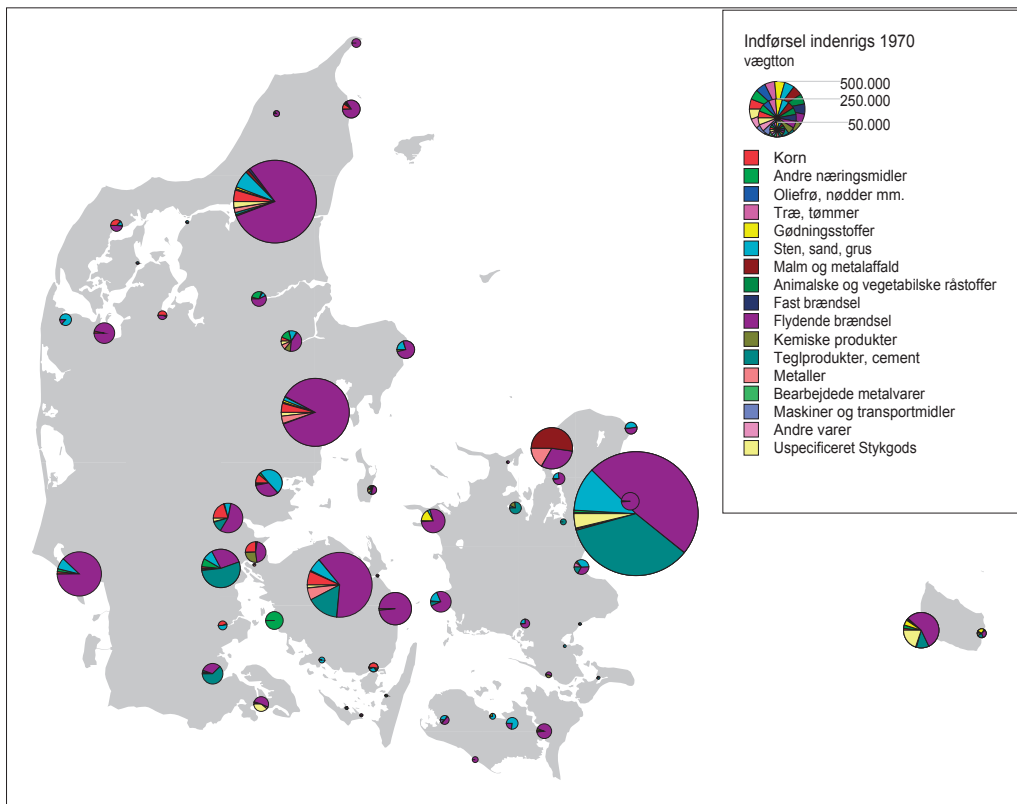 Indførsel indenrigs 1970
vægtton
500.000
250.000
50.000
Korn
Andre næringsmidler
Oliefrø, nødder mm.
Træ, tømmer
Gødningsstoffer
Sten, sand, grus
Malm og metalaffald
Animalske og vegetabilske råstoffer
Fast brændsel
Flydende brændsel
Kemiske produkter
Teglprodukter, cement
Metaller
Bearbejdede metalvarer
Maskiner og transportmidler
Andre varer
Uspecificeret Stykgods